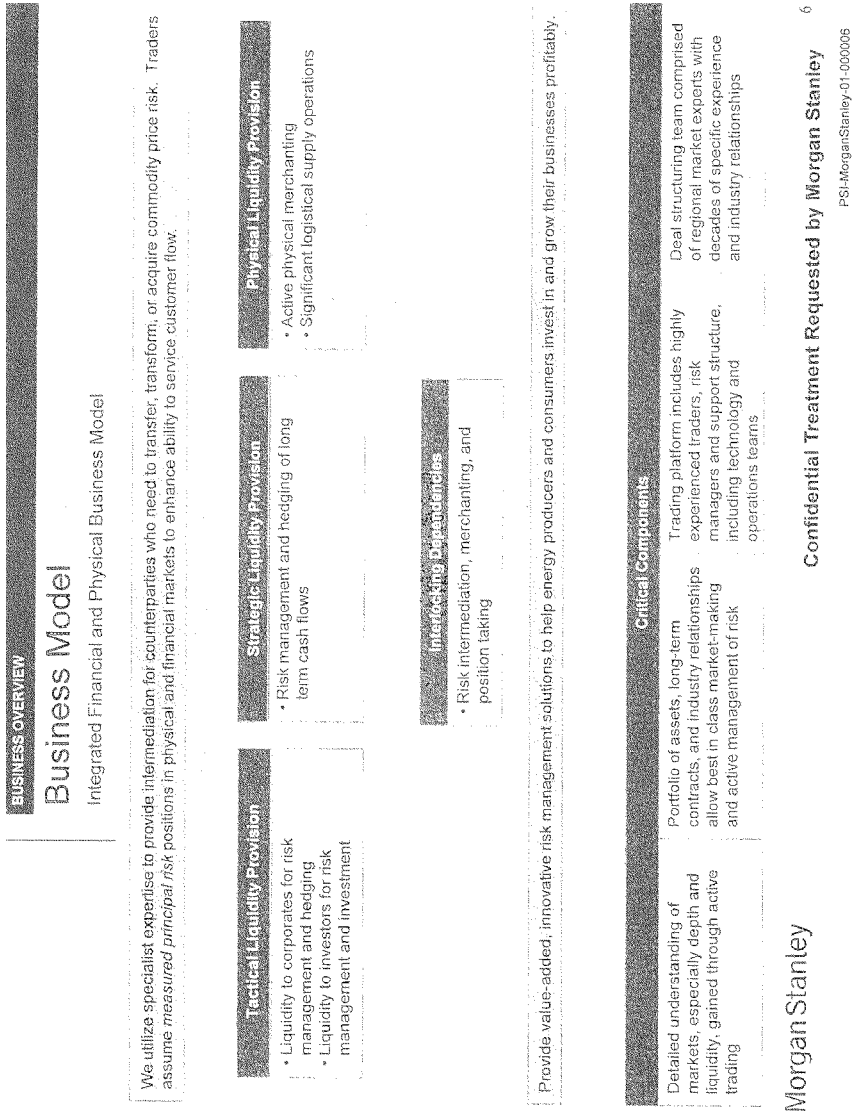 BUSINESS OVERVIEW
Business Model
Integrated Financial and Physical Business Model
We utilize specialist expertise to provide intermediation for counterparties who need to transfer, transform, or acquire commodity price risk. Traders
assume measured principal risk positions in physical and financial markets to enhance ability to service customer flow.
Tactical Liquidity Provision
• Liquidity to corporates for risk
management and hedging
• Liquidity to investors for risk
management and investment
Strategic Liquidity Provision
• Risk management and hedging of long
term cash flows
Physical Liquidity Provision
• Active physical merchanting
• Significant logistical supply operations
Interlocking Dependencies
• Risk intermediation, merchanting, and
position taking
Provide value-added, innovative risk management solutions to help energy producers and consumers invest in and grow their businesses profitably.
Critical Components
Detailed understanding of
markets, especially depth and
liquidity, gained through active
trading
Portfolio of assets, long-term
contracts, and industry relationships
allow best in class market-making
and active management of risk
Trading platform includes highly
experienced traders, risk
managers and support structure,
including technology and
operations teams
Deal structuring team comprised
of regional market experts with
decades of specific experience
and industry relationships
Morgan Stanley
Confidential Treatment Requested by Morgan Stanley
6
PSI-MorganStanley-01-000006